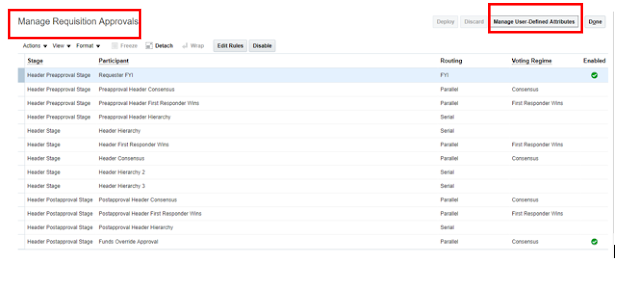 Manage Requisition Approvals
Deploy Discard Manage User-Defined Attributes Done
Actions View Format Freeze Detach Wrap Edit Rules Disable
Stage Participant Routing Voting Regime Enabled
Header Preapproval Stage Requester FYI FYI
Header Preapproval Stage Preapproval Header Consensus Parallel Consensus
Header Preapproval Stage Preapproval Header First Responder Wins Parallel First Responder Wins
Header Preapproval Stage Preapproval Header Hierarchy Serial
Header Stage Header Hierarchy Serial
Header Stage Header First Responder Wins Parallel First Responder Wins
Header Stage Header Consensus Parallel Consensus
Header Stage Header Hierarchy 2 Serial
Header Stage Header Hierarchy 3 Serial
Header Postapproval Stage Postapproval Header Consensus Parallel Consensus
Header Postapproval Stage Postapproval Header First Responder Wins Parallel First Responder Wins
Header Postapproval Stage Postapproval Header Hierarchy Serial
Header Postapproval Stage Funds Override Approval Parallel Consensus